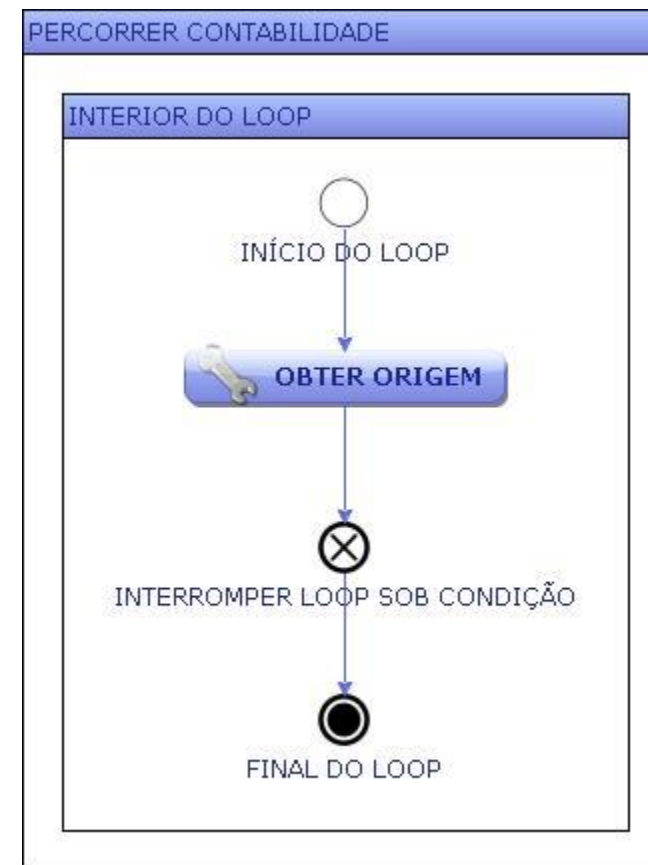 PERCORRER CONTABILIDADE
INTERIOR DO LOOP
INÍCIO DO LOOP
OBTER ORIGEM
INTERROMPER LOOP SOB CONDIÇÃO
FINAL DO LOOP